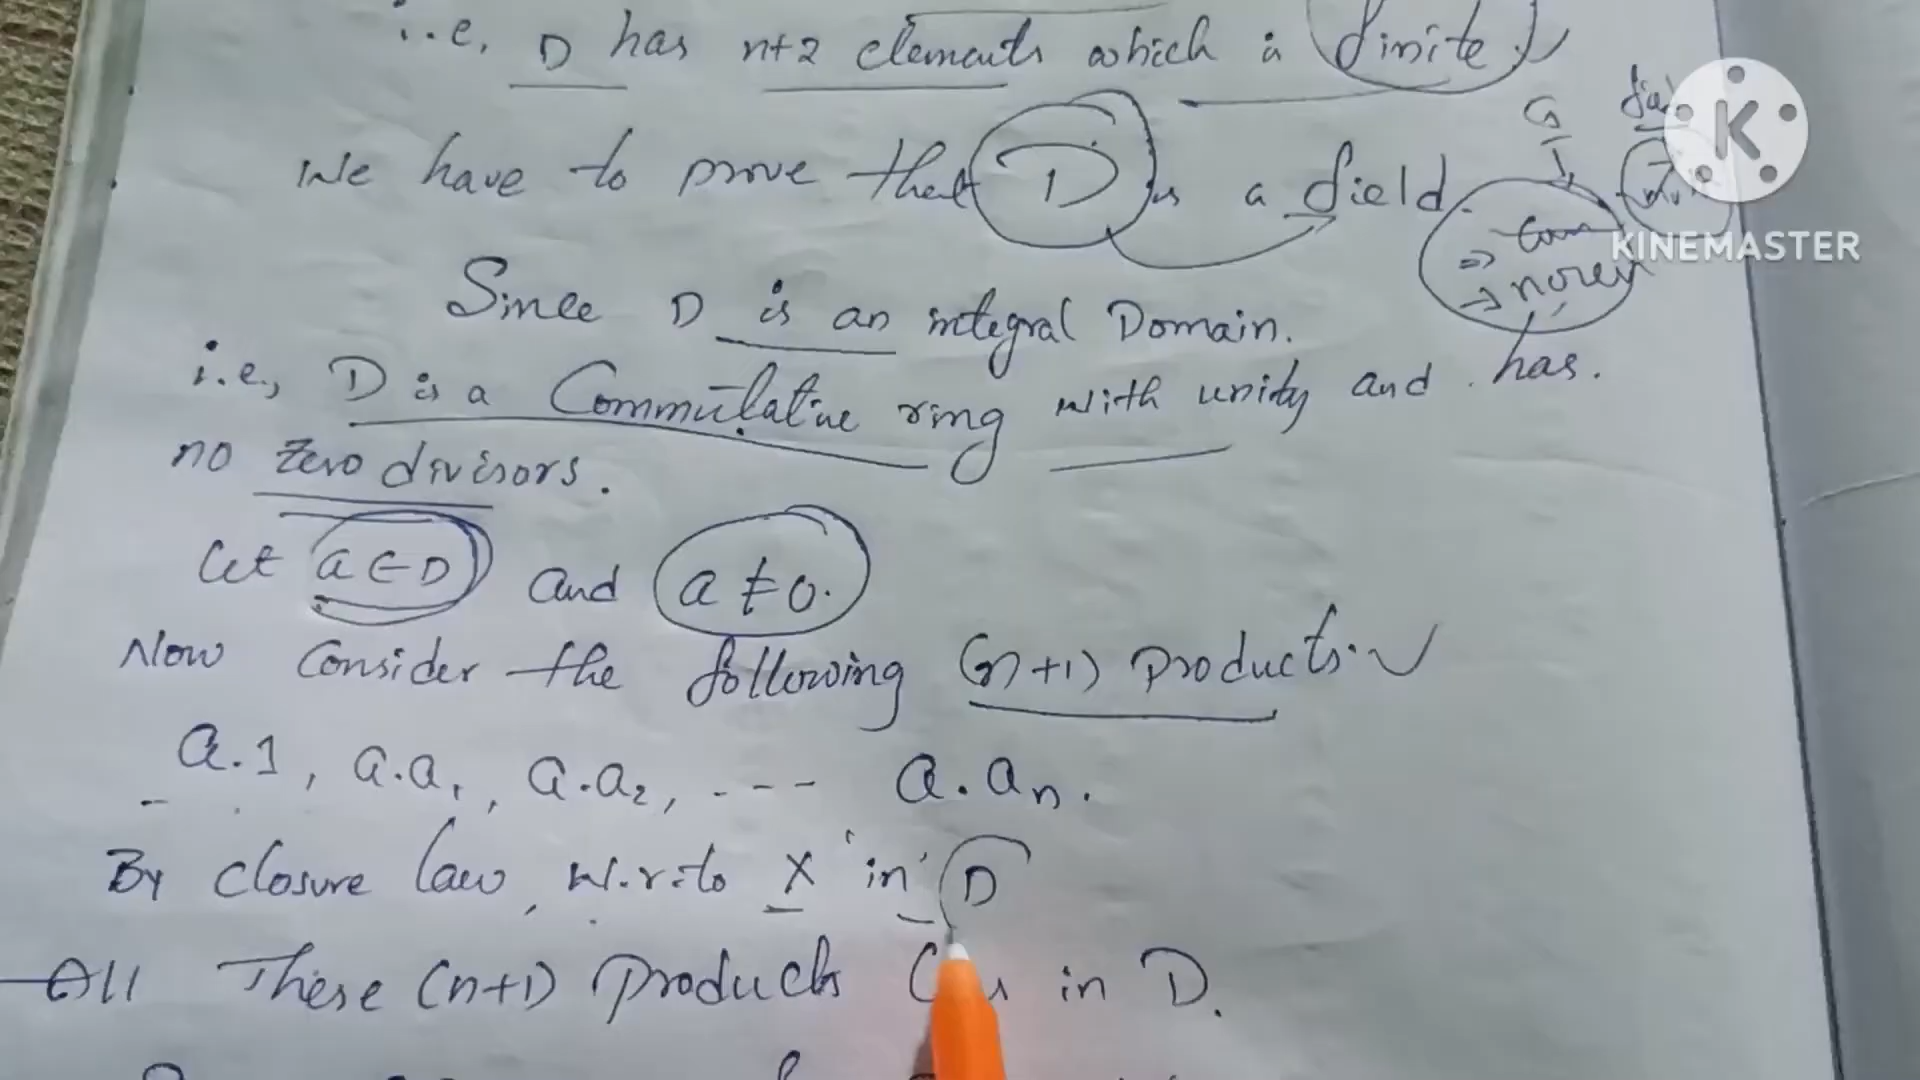 i.e, D has n+2 elements which is finite
We have to prove that D is a field.
Since D is an integral Domain.
i.e, D is a Commutative ring with unity and has.
no zero divisors.
Let a∈D and a≠0.
Now Consider the following (n+1) products.
a.1, a.a₁, a.a₂, ---- a.aₙ.
By closure law, w.r.to X 'in' D
All These (n+1) Products in D.
G
K
KINEMASTER